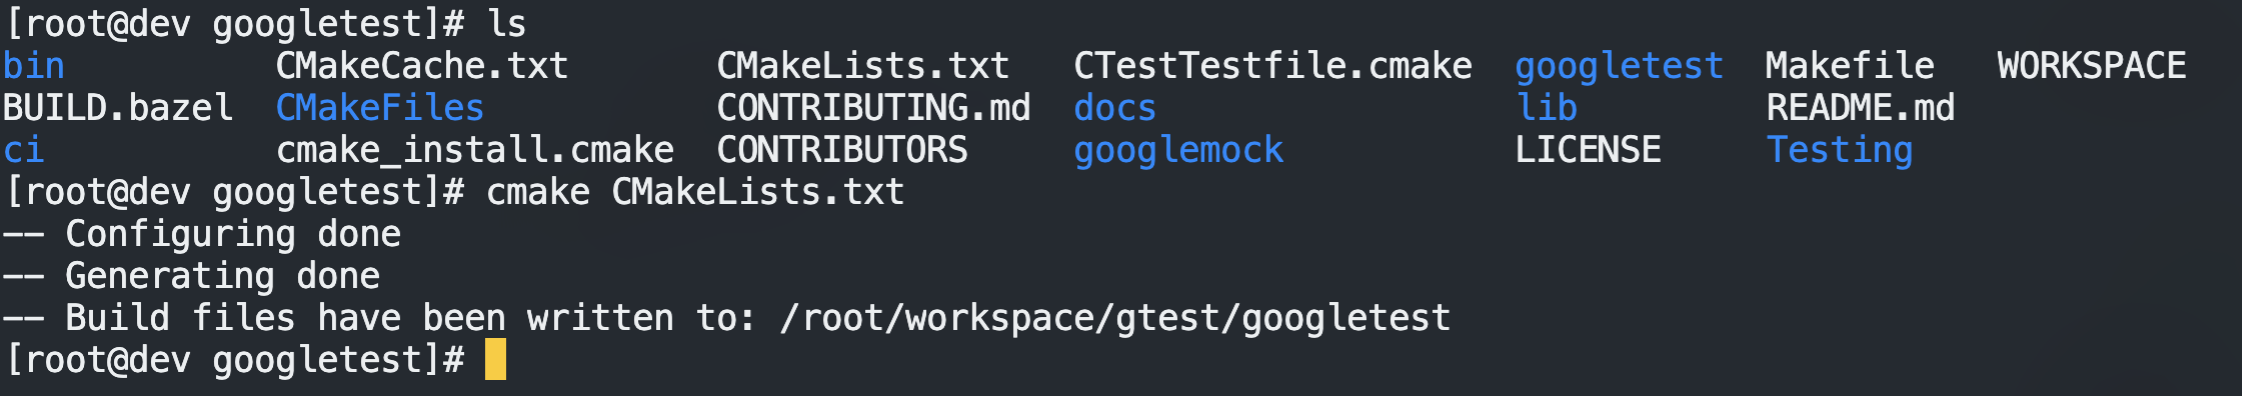 [root@dev googletest]# ls
bin          CMakeCache.txt       CMakeLists.txt   CTestTestfile.cmake  googletest  Makefile   WORKSPACE
BUILD.bazel  CMakeFiles           CONTRIBUTING.md  docs                 lib         README.md
ci           cmake_install.cmake  CONTRIBUTORS     googlemock           LICENSE     Testing
[root@dev googletest]# cmake CMakeLists.txt
-- Configuring done
-- Generating done
-- Build files have been written to: /root/workspace/gtest/googletest
[root@dev googletest]#